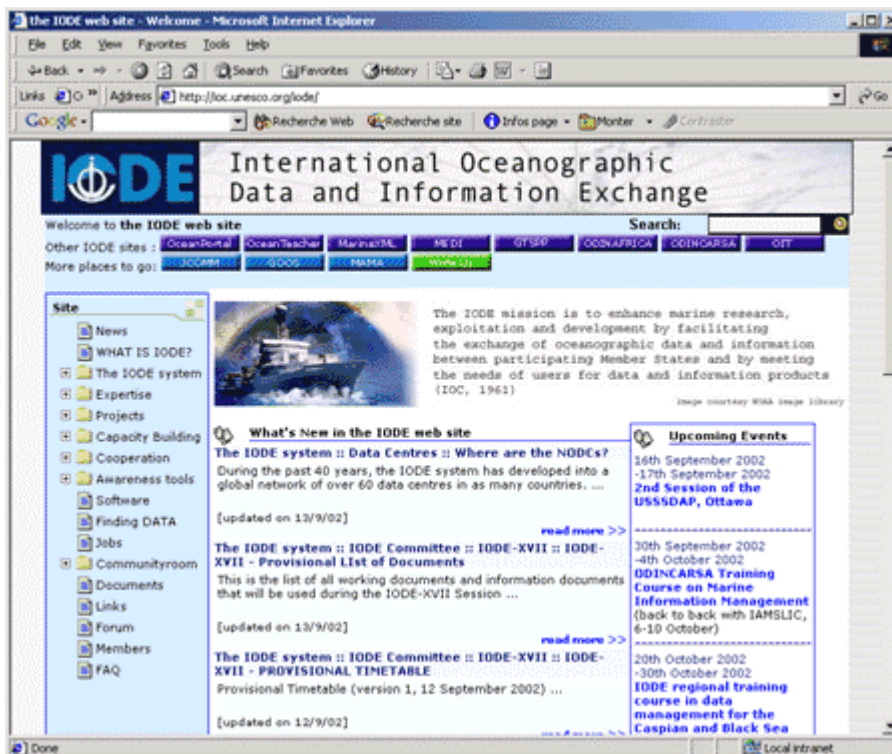 the IODE web site - Welcome - Microsoft Internet Explorer
File Edit View Favorites Tools Help
Back Search Favorites History
Links Address http://ioc.unesco.org/iode/ Go
Google Recherche Web Recherche site Infos page Monter Contraster
IODE International Oceanographic
Data and Information Exchange
Welcome to the IODE web site Search:
Other IODE sites : OceanPortal OceanTeacher MarineXML MEDI GTSPP ODINAFRICA ODINCARSA
More places to go: JCOMM GOOS MAMA
Site
News
WHAT IS IODE?
The IODE system
Expertise
Projects
Capacity Building
Cooperation
Awareness tools
Software
Finding DATA
Jobs
Communityroom
Documents
Links
Forum
Members
FAQ
The IODE mission is to enhance marine research,
exploitation and development by facilitating
the exchange of oceanographic data and information
between participating Member States and by meeting
the needs of users for data and information products
(IOC, 1961)
image courtesy NOAA image library
What's New in the IODE web site
The IODE system :: Data Centres :: Where are the NODCs?
During the past 40 years, the IODE system has developed into a
global network of over 60 data centres in as many countries. ...
[updated on 13/9/02]
read more >>
The IODE system :: IODE Committee :: IODE-XVII :: IODE-
XVII - Provisional LIst of Documents
This is the list of all working documents and information documents
that will be used during the IODE-XVII Session ...
[updated on 13/9/02]
read more >>
The IODE system :: IODE Committee :: IODE-XVII :: IODE-
XVII - PROVISIONAL TIMETABLE
Provisional Timetable (version 1, 12 September 2002) ...
[updated on 12/9/02]
Upcoming Events
16th September 2002
-17th September 2002
2nd Session of the
USSSDAP, Ottawa
30th September 2002
-4th October 2002
ODINCARSA Training
Course on Marine
Information Management
(back to back with IAMSLIC,
6-10 October)
20th October 2002
-30th October 2002
IODE regional training
course in data
management for the
Caspian and Black Sea
Done Local intranet